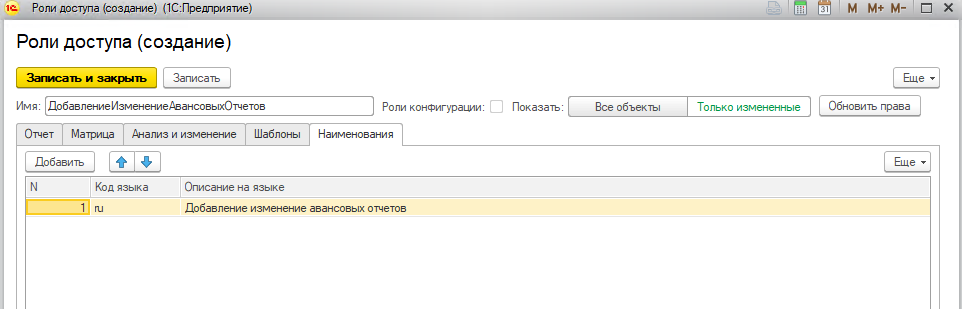 1С Роли доступа (создание) (1С:Предприятие) 31 M M+ M-
Роли доступа (создание)
Записать и закрыть Записать Еще
Имя: ДобавлениеИзменениеАвансовыхОтчетов Роли конфигурации: Показать: Все объекты Только измененные Обновить права
Отчет Матрица Анализ и изменение Шаблоны Наименования
Добавить Еще
N Код языка Описание на языке
1 ru Добавление изменение авансовых отчетов